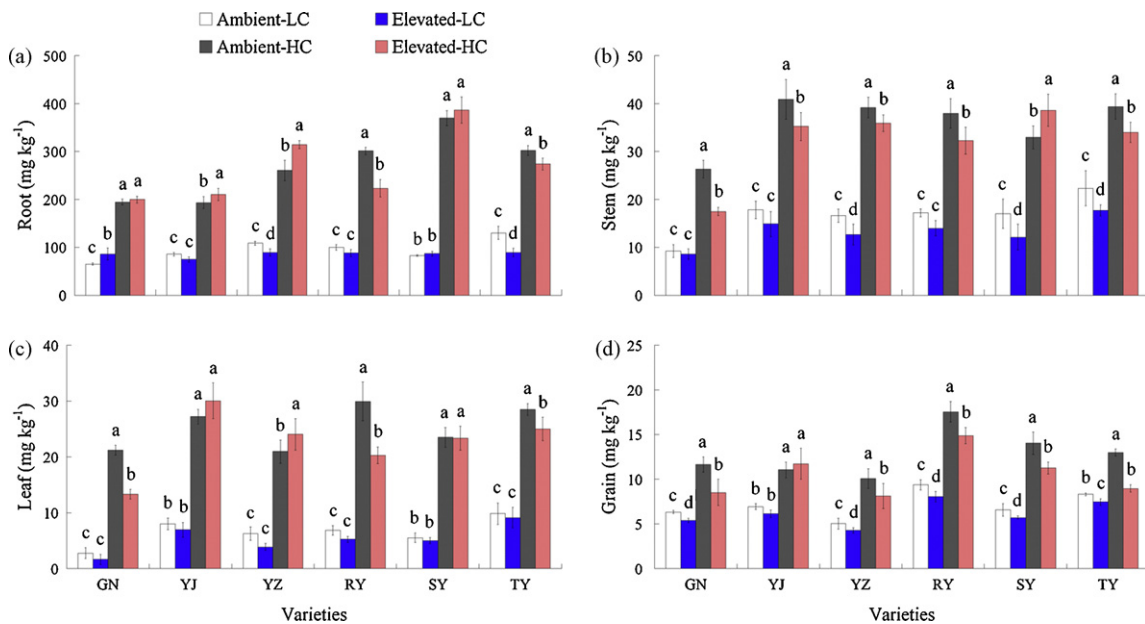 Ambient-LC Elevated-LC
Ambient-HC Elevated-HC
(a)
Root (mg kg⁻¹)
500
400
300
200
100
0
c b a a c c b a c d b a c c a b b b a a c d a b
(b)
Stem (mg kg⁻¹)
50
40
30
20
10
0
c c a b c c a b c d a b c c a b c d b a c d a b
(c)
Leaf (mg kg⁻¹)
40
30
20
10
0
c c a b b b a a c c b a c c a b b b a a c c a b
GN YJ YZ RY SY TY
Varieties
(d)
Grain (mg kg⁻¹)
25
20
15
10
5
0
c d a b b b a a c c a b c d a b c d a b b c a b
GN YJ YZ RY SY TY
Varieties